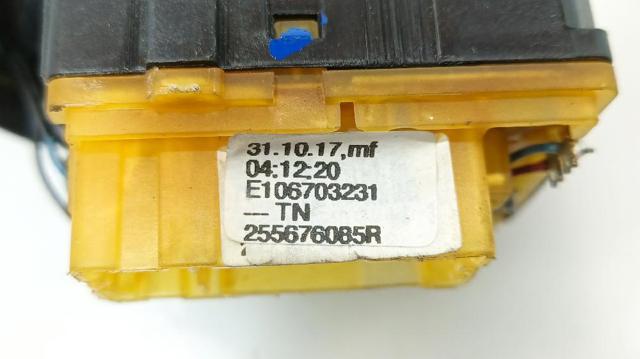 31.10.17,mf
04:12:20
E106703231
--- TN
255676085R